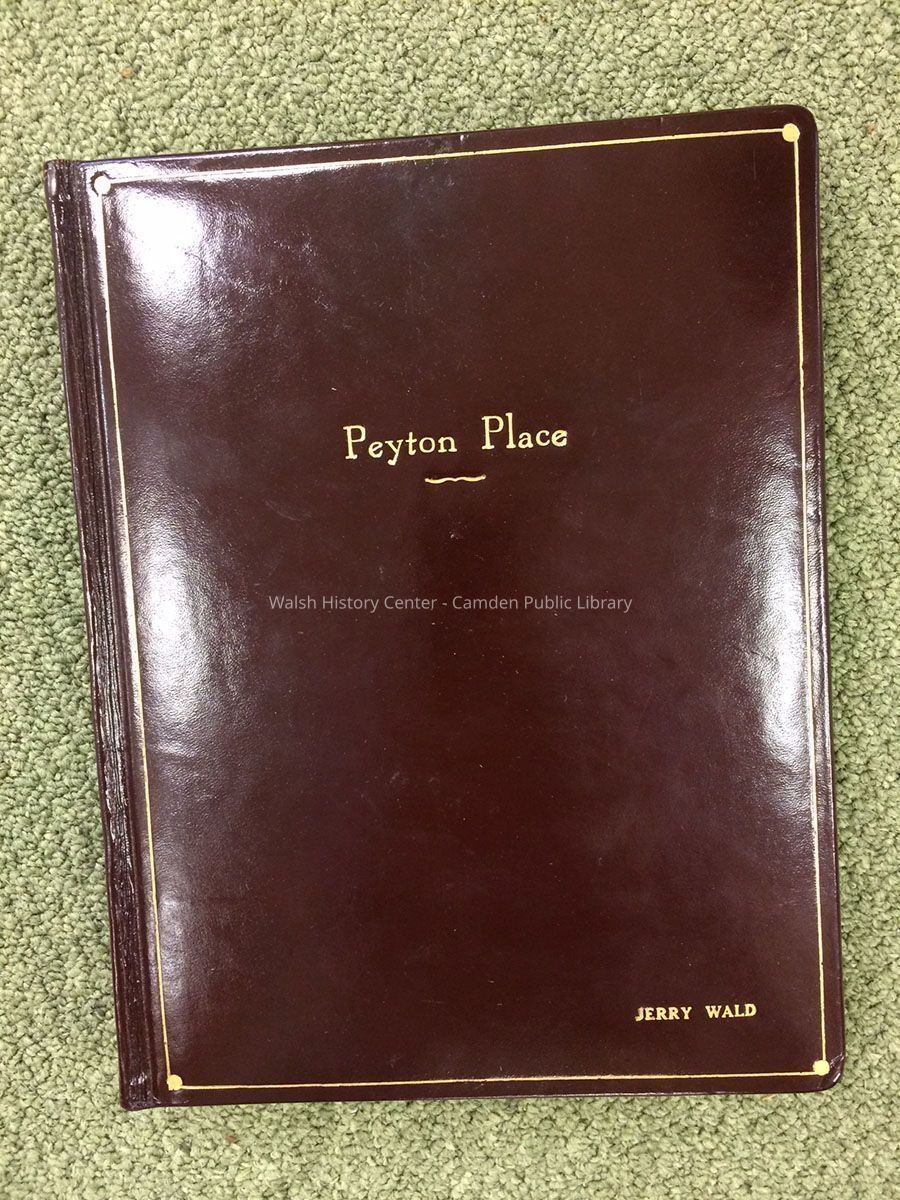 Peyton Place
Walsh History Center - Camden Public Library
JERRY WALD